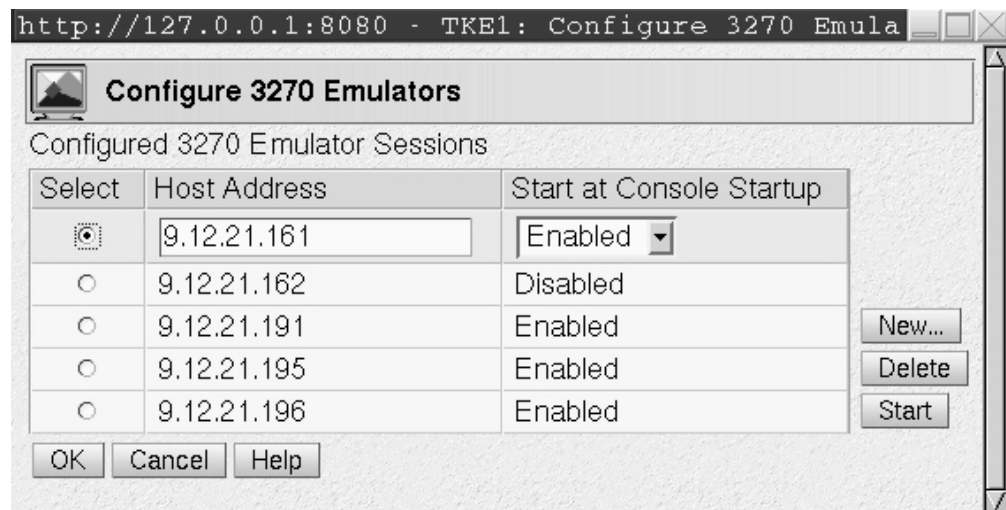 http://127.0.0.1:8080 - TKE1: Configure 3270 Emula
Configure 3270 Emulators
Configured 3270 Emulator Sessions
Select Host Address Start at Console Startup
9.12.21.161 Enabled
9.12.21.162 Disabled
9.12.21.191 Enabled New...
9.12.21.195 Enabled Delete
9.12.21.196 Enabled Start
OK Cancel Help